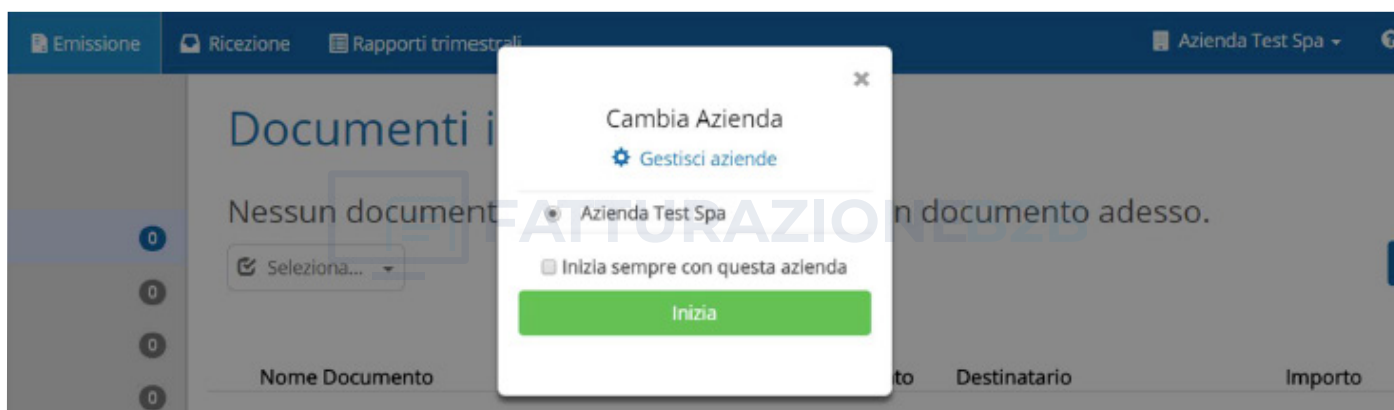 Emissione
Ricezione
Rapporti trimestrali
Azienda Test Spa
Documenti i
Cambia Azienda
Gestisci aziende
Nessun document
Azienda Test Spa
n documento adesso.
FATTURAZIONEB2B
0
Seleziona...
Inizia sempre con questa azienda
0
Inizia
0
Nome Documento
to
Destinatario
Importo
0